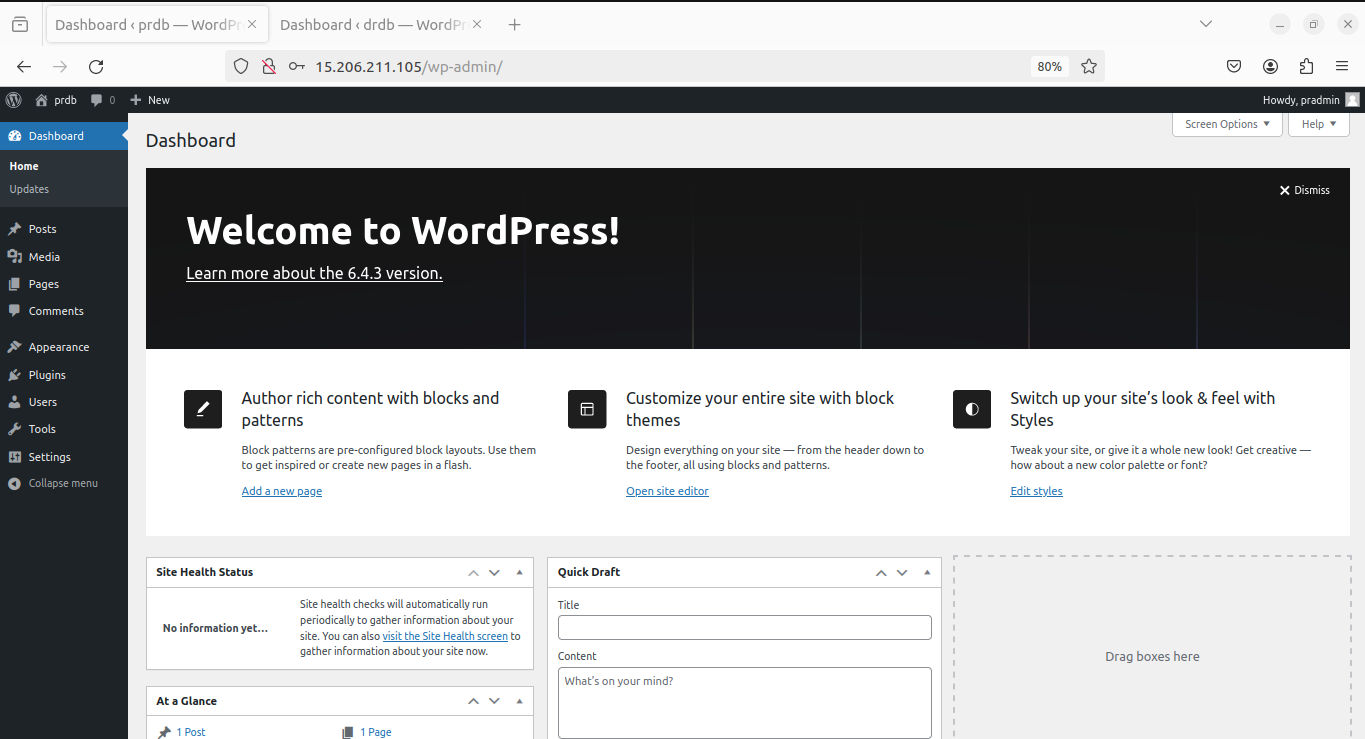 Dashboard ‹ prdb — WordPr
Dashboard ‹ drdb — WordPr
15.206.211.105/wp-admin/
80%
prdb
0
New
Howdy, pradmin
Dashboard
Home
Updates
Posts
Media
Pages
Comments
Appearance
Plugins
Users
Tools
Settings
Collapse menu
Screen Options
Help
Dashboard
Dismiss
Welcome to WordPress!
Learn more about the 6.4.3 version.
Author rich content with blocks and
patterns
Block patterns are pre-configured block layouts. Use them
to get inspired or create new pages in a flash.
Add a new page
Customize your entire site with block
themes
Design everything on your site — from the header down to
the footer, all using blocks and patterns.
Open site editor
Switch up your site’s look & feel with
Styles
Tweak your site, or give it a whole new look! Get creative —
how about a new color palette or font?
Edit styles
Site Health Status
No information yet…
Site health checks will automatically run
periodically to gather information about your
site. You can also visit the Site Health screen to
gather information about your site now.
At a Glance
1 Post
1 Page
Quick Draft
Title
Content
What’s on your mind?
Drag boxes here